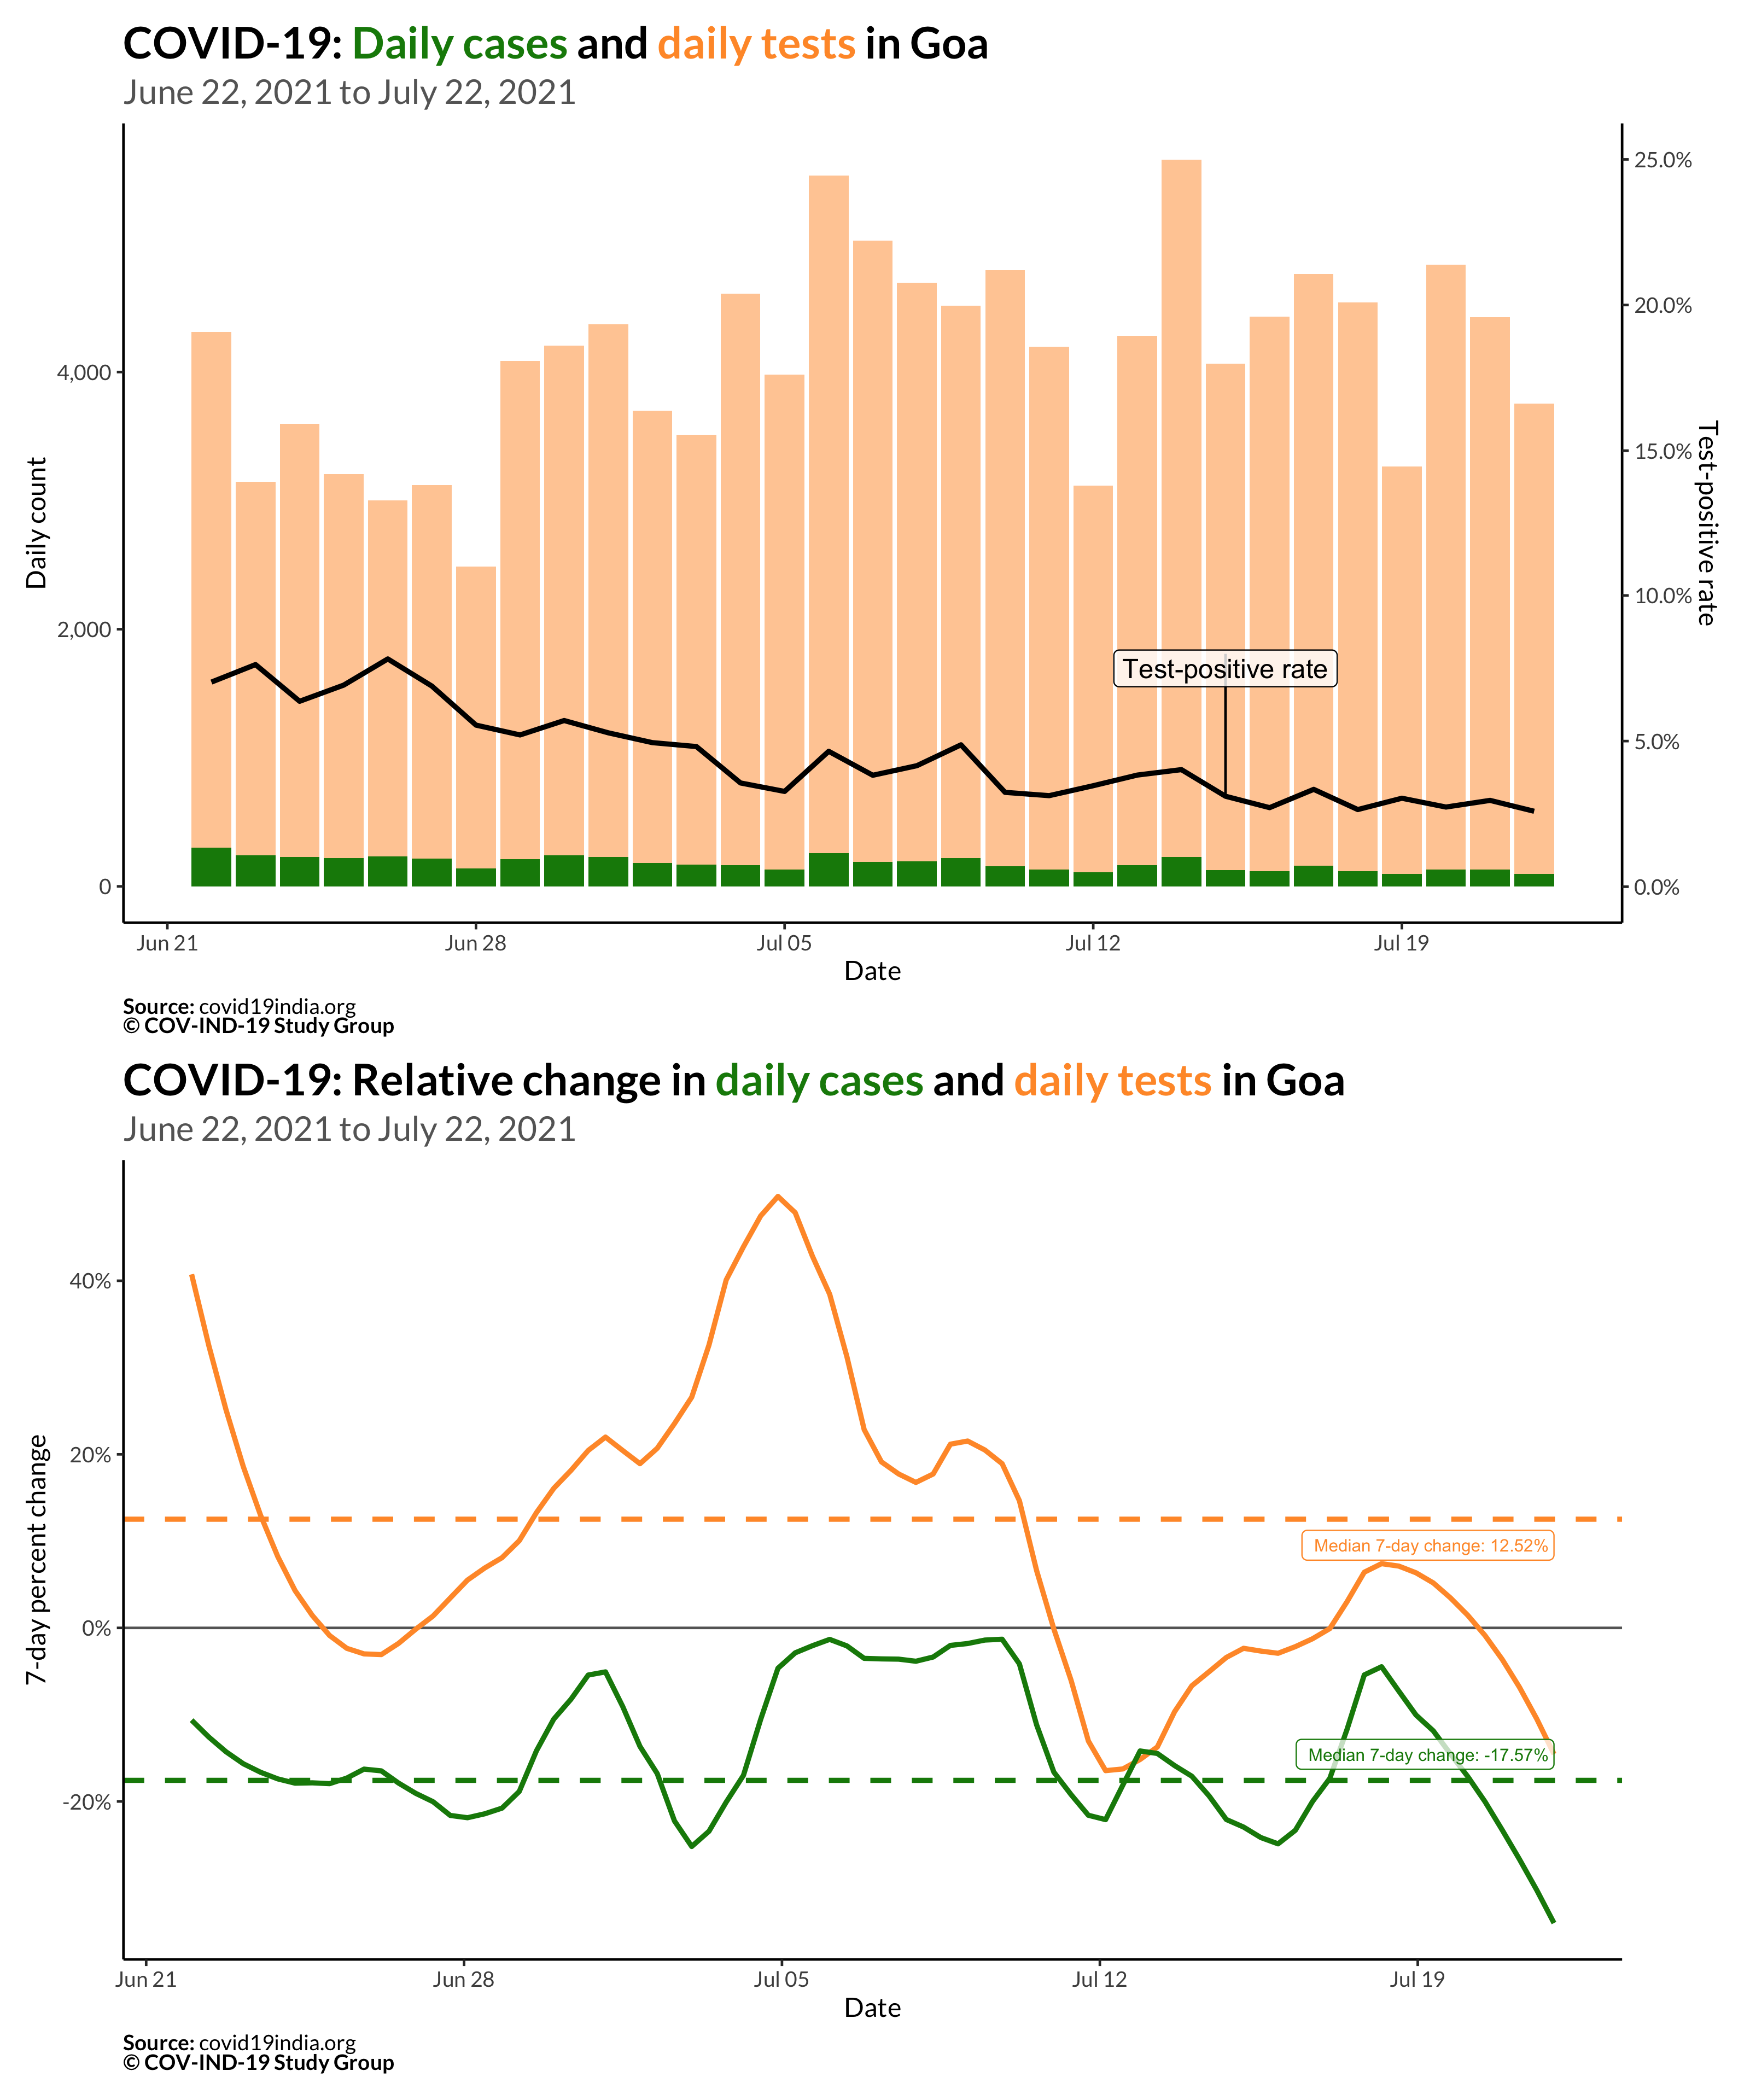 COVID-19: Daily cases and daily tests in Goa
June 22, 2021 to July 22, 2021
Daily count
4,000
2,000
0
25.0%
20.0%
15.0%
10.0%
5.0%
0.0%
Test-positive rate
Test-positive rate
Jun 21
Jun 28
Jul 05
Jul 12
Jul 19
Date
Source: covid19india.org
© COV-IND-19 Study Group
COVID-19: Relative change in daily cases and daily tests in Goa
June 22, 2021 to July 22, 2021
7-day percent change
40%
20%
0%
-20%
Median 7-day change: 12.52%
Median 7-day change: -17.57%
Jun 21
Jun 28
Jul 05
Jul 12
Jul 19
Date
Source: covid19india.org
© COV-IND-19 Study Group